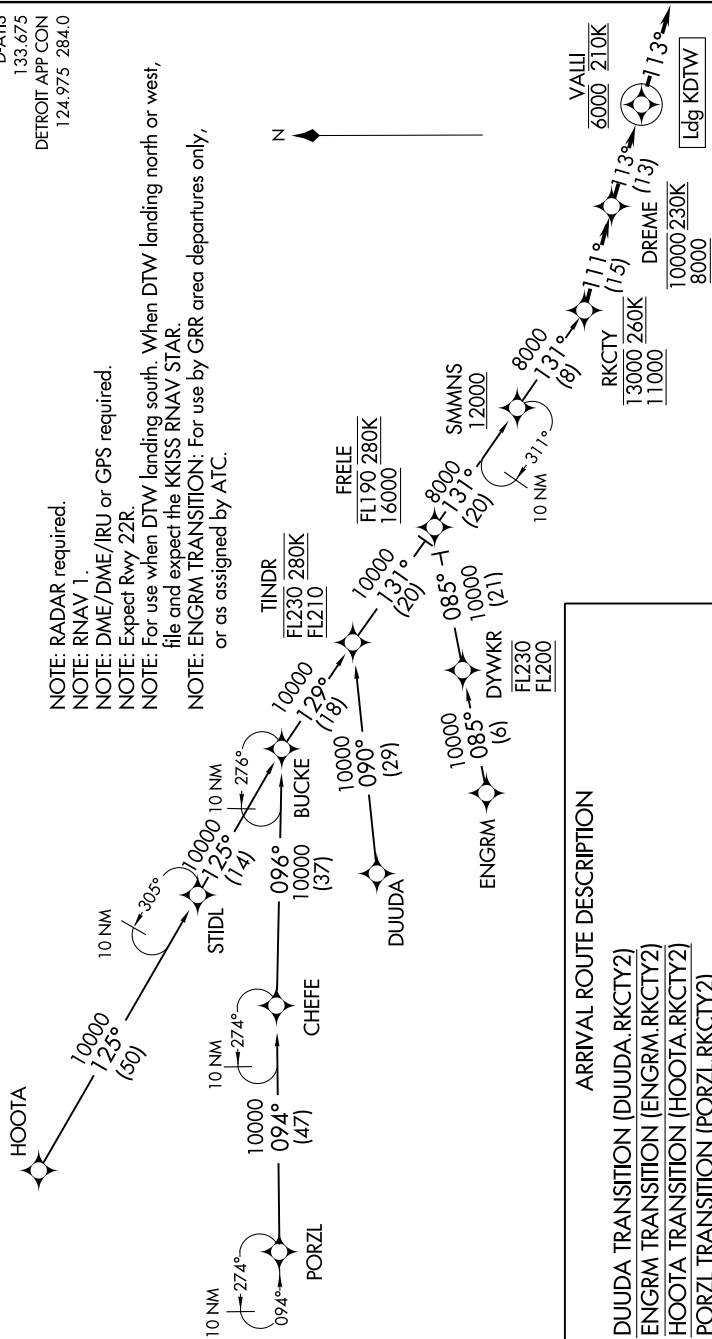 D-ATIS
133.675
DETROIT APP CON
124.975 284.0
NOTE: RADAR required.
NOTE: RNAV 1.
NOTE: DME/DME/IRU or GPS required.
NOTE: Expect Rwy 22R.
NOTE: For use when DTW landing south. When DTW landing north or west,
file and expect the KKISS RNAV STAR.
NOTE: ENGRM TRANSITION: For use by GRR area departures only,
or as assigned by ATC.
N
HOOTA
10000
125°
(50)
10 NM
305°
STIDL
10000
125°
(14)
10 NM
276°
BUCKE
10000
129°
(18)
10 NM
274°
094°
PORZL
10000
094°
(47)
10 NM
274°
CHEFE
096°
10000
(37)
DUUDA
10000
090°
(29)
TINDR
FL230 280K
FL210
10000
131°
(20)
ENGRM
10000
085°
(6)
DYWKR
FL230
FL200
085°
10000
(21)
FRELE
FL190 280K
16000
8000
131°
(20)
SMMNS
12000
10 NM
311°
8000
131°
(8)
RKCTY
13000 260K
11000
111°
(15)
DREME
10000 230K
8000
113°
(13)
VALLI
6000 210K
113°
Ldg KDTW
ARRIVAL ROUTE DESCRIPTION
DUUDA TRANSITION (DUUDA.RKCTY2)
ENGRM TRANSITION (ENGRM.RKCTY2)
HOOTA TRANSITION (HOOTA.RKCTY2)
PORZL TRANSITION (PORZL.RKCTY2)